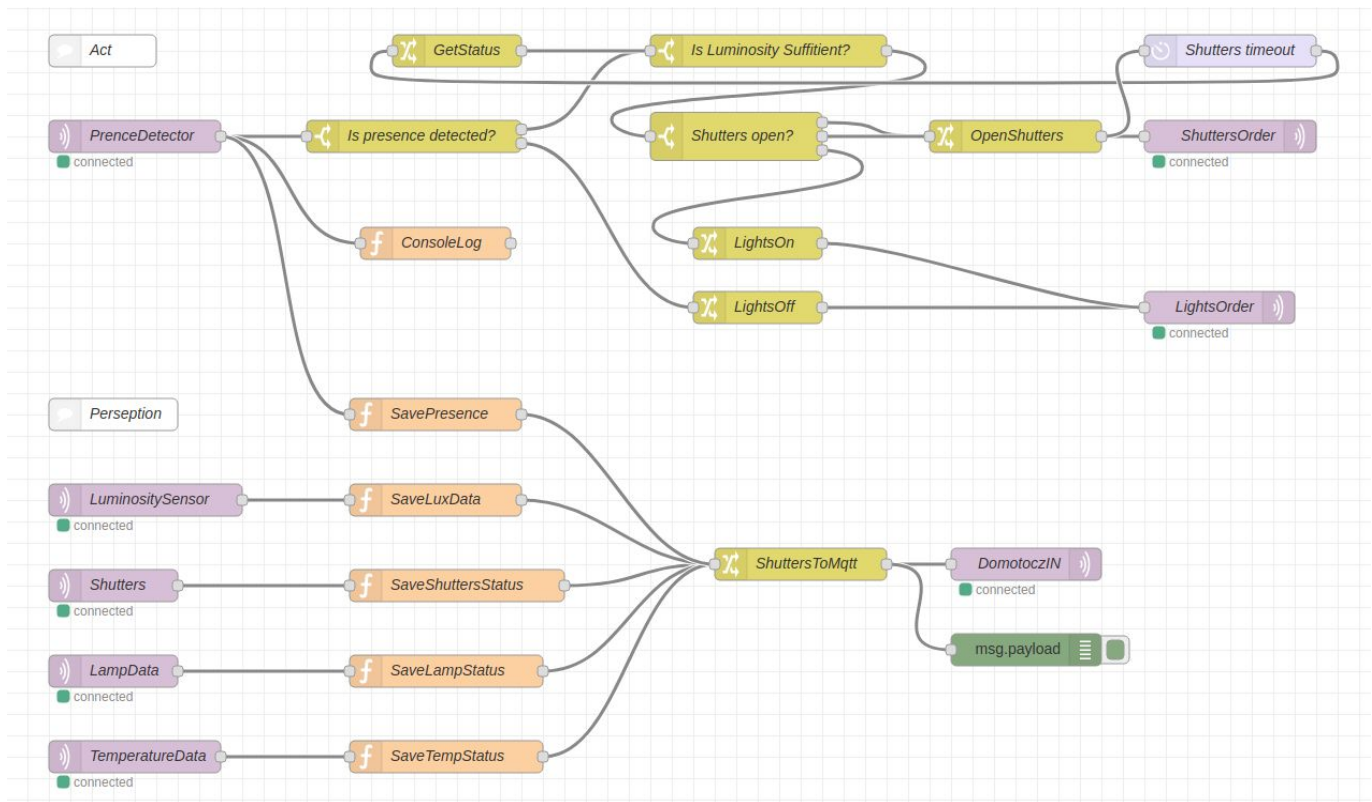 Act
GetStatus
Is Luminosity Suffitient?
Shutters timeout
PrenceDetector
connected
Is presence detected?
Shutters open?
OpenShutters
ShuttersOrder
connected
ConsoleLog
LightsOn
LightsOff
LightsOrder
connected
Perseption
SavePresence
LuminositySensor
connected
SaveLuxData
ShuttersToMqtt
DomotoczIN
connected
Shutters
connected
SaveShuttersStatus
msg.payload
LampData
connected
SaveLampStatus
TemperatureData
connected
SaveTempStatus